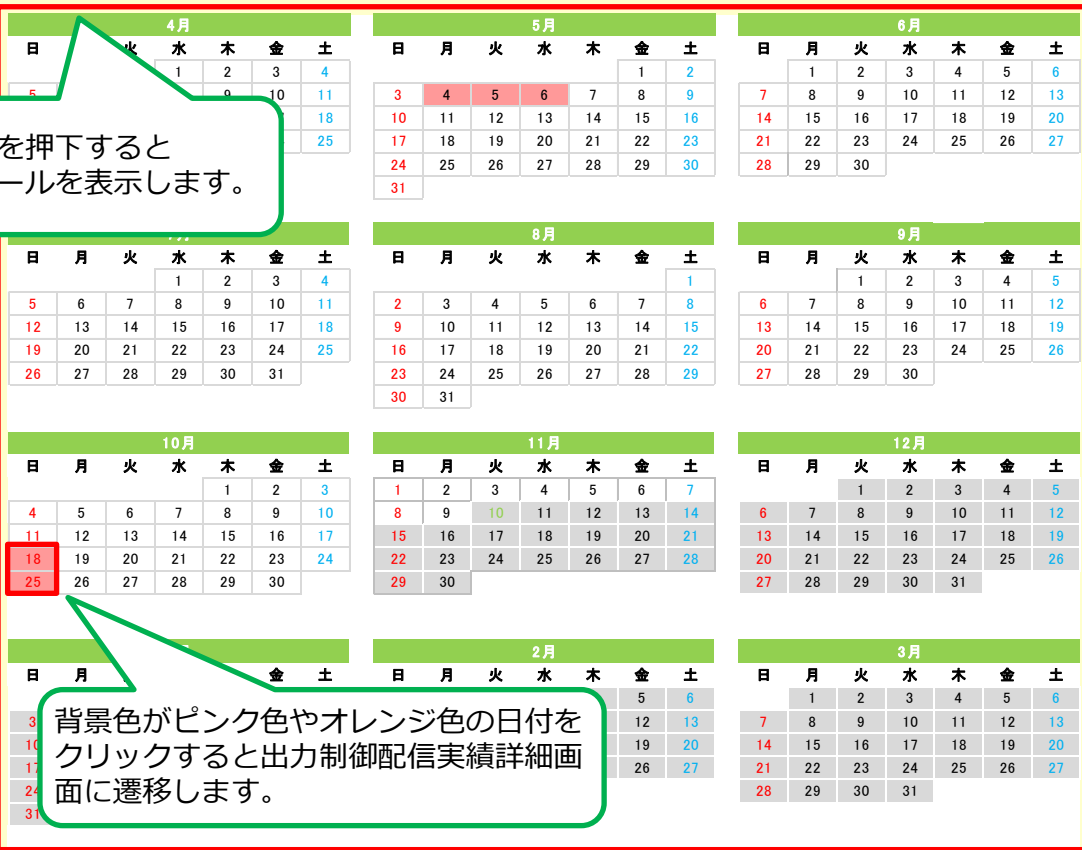 4月
日 火 水 木 金 土
1 2 3 4
5 9 10 11
18
25
を押下すると
ールを表示します。
5月
日 月 火 水 木 金 土
1 2
3 4 5 6 7 8 9
10 11 12 13 14 15 16
17 18 19 20 21 22 23
24 25 26 27 28 29 30
31
6月
日 月 火 水 木 金 土
1 2 3 4 5 6
7 8 9 10 11 12 13
14 15 16 17 18 19 20
21 22 23 24 25 26 27
28 29 30
日 月 火 水 木 金 土
1 2 3 4
5 6 7 8 9 10 11
12 13 14 15 16 17 18
19 20 21 22 23 24 25
26 27 28 29 30 31
8月
日 月 火 水 木 金 土
1
2 3 4 5 6 7 8
9 10 11 12 13 14 15
16 17 18 19 20 21 22
23 24 25 26 27 28 29
30 31
9月
日 月 火 水 木 金 土
1 2 3 4 5
6 7 8 9 10 11 12
13 14 15 16 17 18 19
20 21 22 23 24 25 26
27 28 29 30
10月
日 月 火 水 木 金 土
1 2 3
4 5 6 7 8 9 10
11 12 13 14 15 16 17
18 19 20 21 22 23 24
25 26 27 28 29 30
11月
日 月 火 水 木 金 土
1 2 3 4 5 6 7
8 9 10 11 12 13 14
15 16 17 18 19 20 21
22 23 24 25 26 27 28
29 30
12月
日 月 火 水 木 金 土
1 2 3 4 5
6 7 8 9 10 11 12
13 14 15 16 17 18 19
20 21 22 23 24 25 26
27 28 29 30 31
日 月 金 土
背景色がピンク色やオレンジ色の日付を
クリックすると出力制御配信実績詳細画
面に遷移します。
2月
日 月 火 水 木 金 土
5 6
12 13
19 20
26 27
3月
日 月 火 水 木 金 土
1 2 3 4 5 6
7 8 9 10 11 12 13
14 15 16 17 18 19 20
21 22 23 24 25 26 27
28 29 30 31